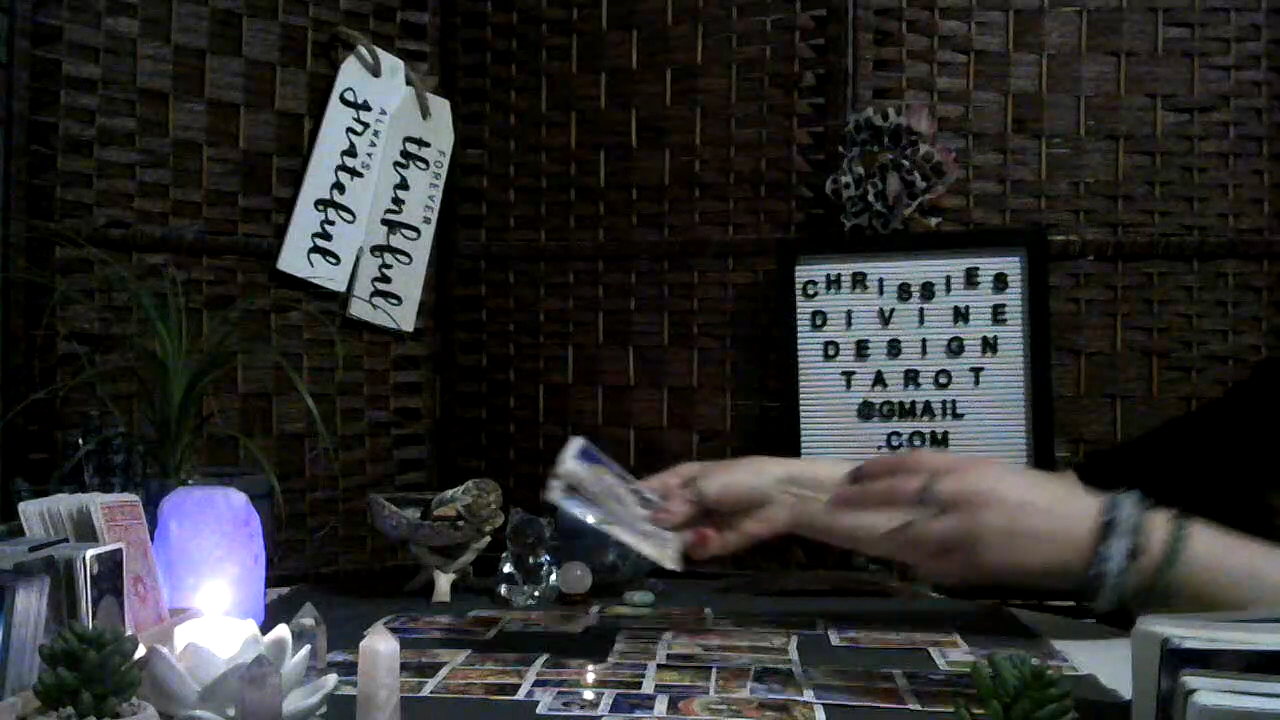 ALWAYS
grateful
FOREVER
thankful
CHRISSIES
DIVINE
DESIGN
TAROT
@GMAIL
.COM